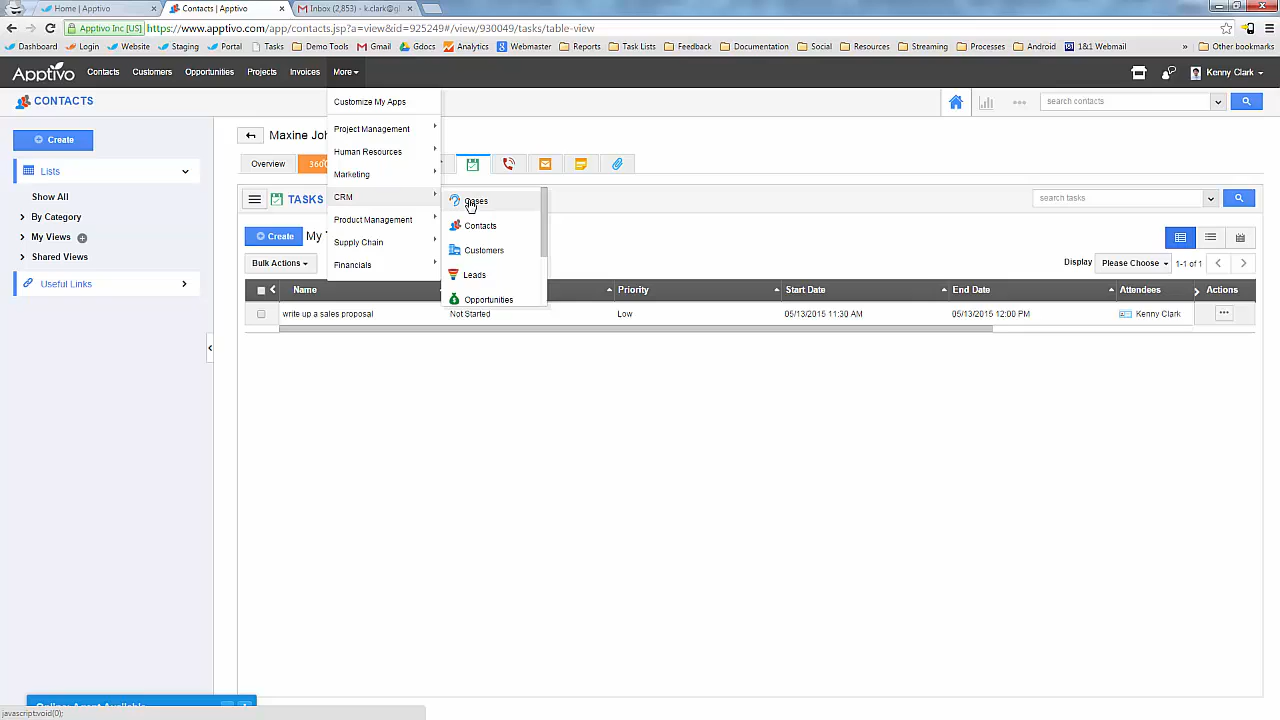 Home | Apptivo
Contacts | Apptivo
Inbox (2,853) - k.clark@gl
Apptivo Inc [US] https://www.apptivo.com/app/contacts.jsp?a=view&id=925249#/view/930049/tasks/table-view
Dashboard Login Website Staging Portal Tasks Demo Tools Gmail Gdocs Analytics Webmaster Reports Task Lists Feedback Documentation Social Resources Streaming Processes Android 1&1 Webmail » Other bookmarks
Apptivo Contacts Customers Opportunities Projects Invoices More Kenny Clark
CONTACTS
Customize My Apps
search contacts
Create
Maxine Joh
Project Management
Lists
Human Resources
Overview
360
Marketing
Show All
CRM
TASKS
Cases
search tasks
By Category
Product Management
Contacts
My Views
Create
My T
Supply Chain
Customers
Shared Views
Bulk Actions
Financials
Leads
Display
Please Choose
1-1 of 1
Useful Links
Opportunities
Name Priority Start Date End Date Attendees Actions
write up a sales proposal Not Started Low 05/13/2015 11:30 AM 05/13/2015 12:00 PM Kenny Clark
Online: Agent Available
javascript:void(0);